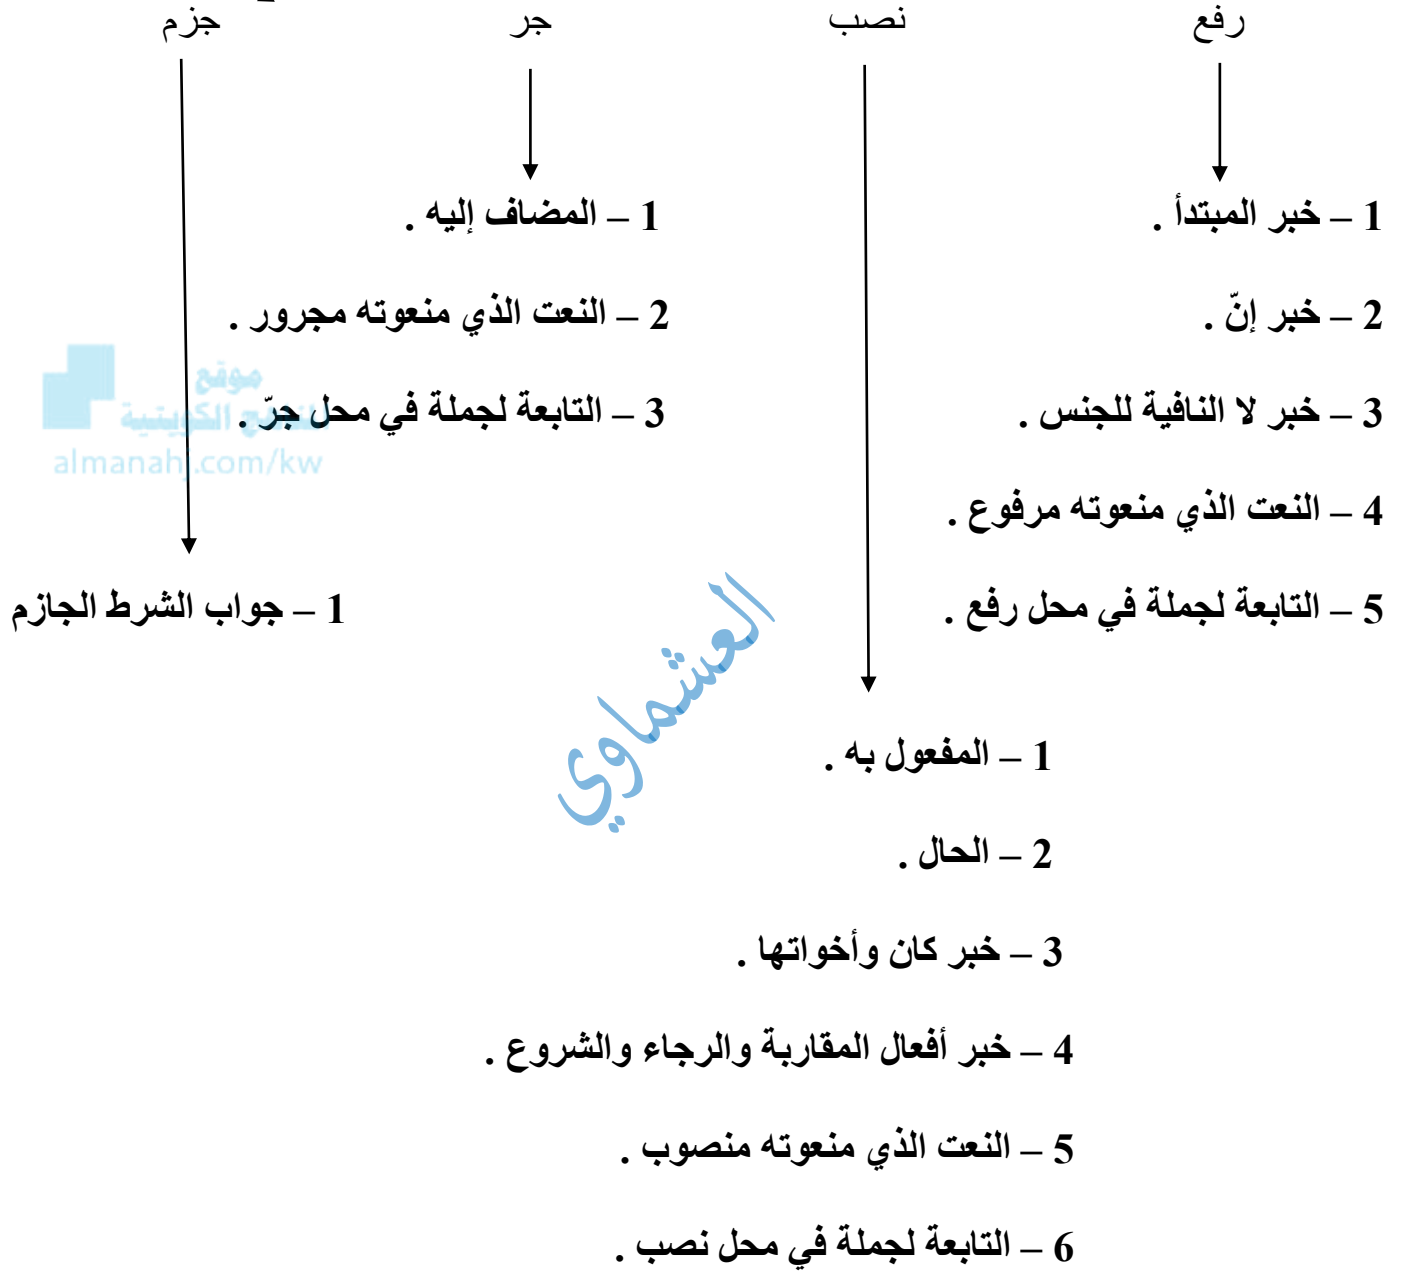 رفع نصب جر جزم
1 – خبر المبتدأ . 1 – المضاف إليه .
2 – خبر إنّ . 2 – النعت الذي منعوته مجرور .
موقع
3 – خبر لا النافية للجنس . 3 – التابعة لجملة في محل جرّ .
المناهج الكويتية
almanahj.com/kw
4 – النعت الذي منعوته مرفوع .
5 – التابعة لجملة في محل رفع . 1 – جواب الشرط الجازم
العشماوي
1 – المفعول به .
2 – الحال .
3 – خبر كان وأخواتها .
4 – خبر أفعال المقاربة والرجاء والشروع .
5 – النعت الذي منعوته منصوب .
6 – التابعة لجملة في محل نصب .